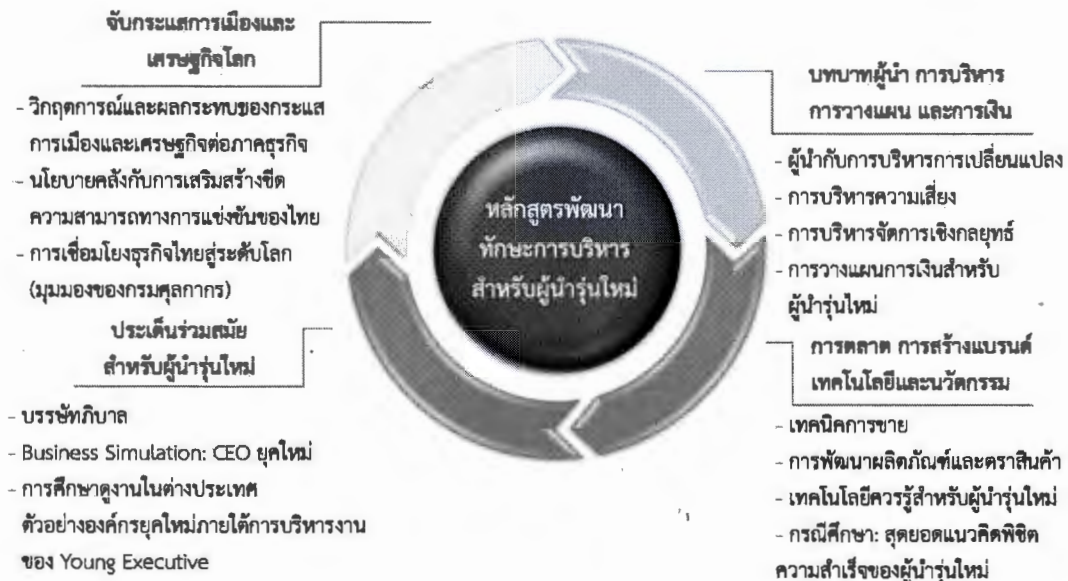 จับกระแสการเมืองและ
เศรษฐกิจโลก
- วิกฤตการณ์และผลกระทบของกระแส
การเมืองและเศรษฐกิจต่อภาคธุรกิจ
- นโยบายคลังกับการเสริมสร้างขีด
ความสามารถทางการแข่งขันของไทย
- การเชื่อมโยงธุรกิจไทยสู่ระดับโลก
(มุมมองของกรมศุลกากร)
บทบาทผู้นำ การบริหาร
การวางแผน และการเงิน
- ผู้นำกับการบริหารการเปลี่ยนแปลง
- การบริหารความเสี่ยง
- การบริหารจัดการเชิงกลยุทธ์
- การวางแผนการเงินสำหรับ
ผู้นำรุ่นใหม่
หลักสูตรพัฒนา
ทักษะการบริหาร
สำหรับผู้นำรุ่นใหม่
ประเด็นร่วมสมัย
สำหรับผู้นำรุ่นใหม่
- บรรษัทภิบาล
- Business Simulation: CEO ยุคใหม่
- การศึกษาดูงานในต่างประเทศ
ตัวอย่างองค์กรยุคใหม่ภายใต้การบริหารงาน
ของ Young Executive
การตลาด การสร้างแบรนด์
เทคโนโลยีและนวัตกรรม
- เทคนิคการขาย
- การพัฒนาผลิตภัณฑ์และตราสินค้า
- เทคโนโลยีควรรู้สำหรับผู้นำรุ่นใหม่
- กรณีศึกษา: สุดยอดแนวคิดพิชิต
ความสำเร็จของผู้นำรุ่นใหม่